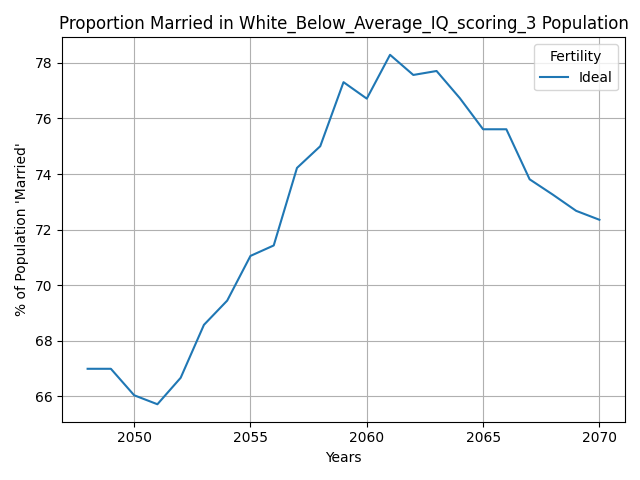 Proportion Married in White_Below_Average_IQ_scoring_3 Population
Fertility
Ideal
% of Population 'Married'
78
76
74
72
70
68
66
2050
2055
2060
2065
2070
Years